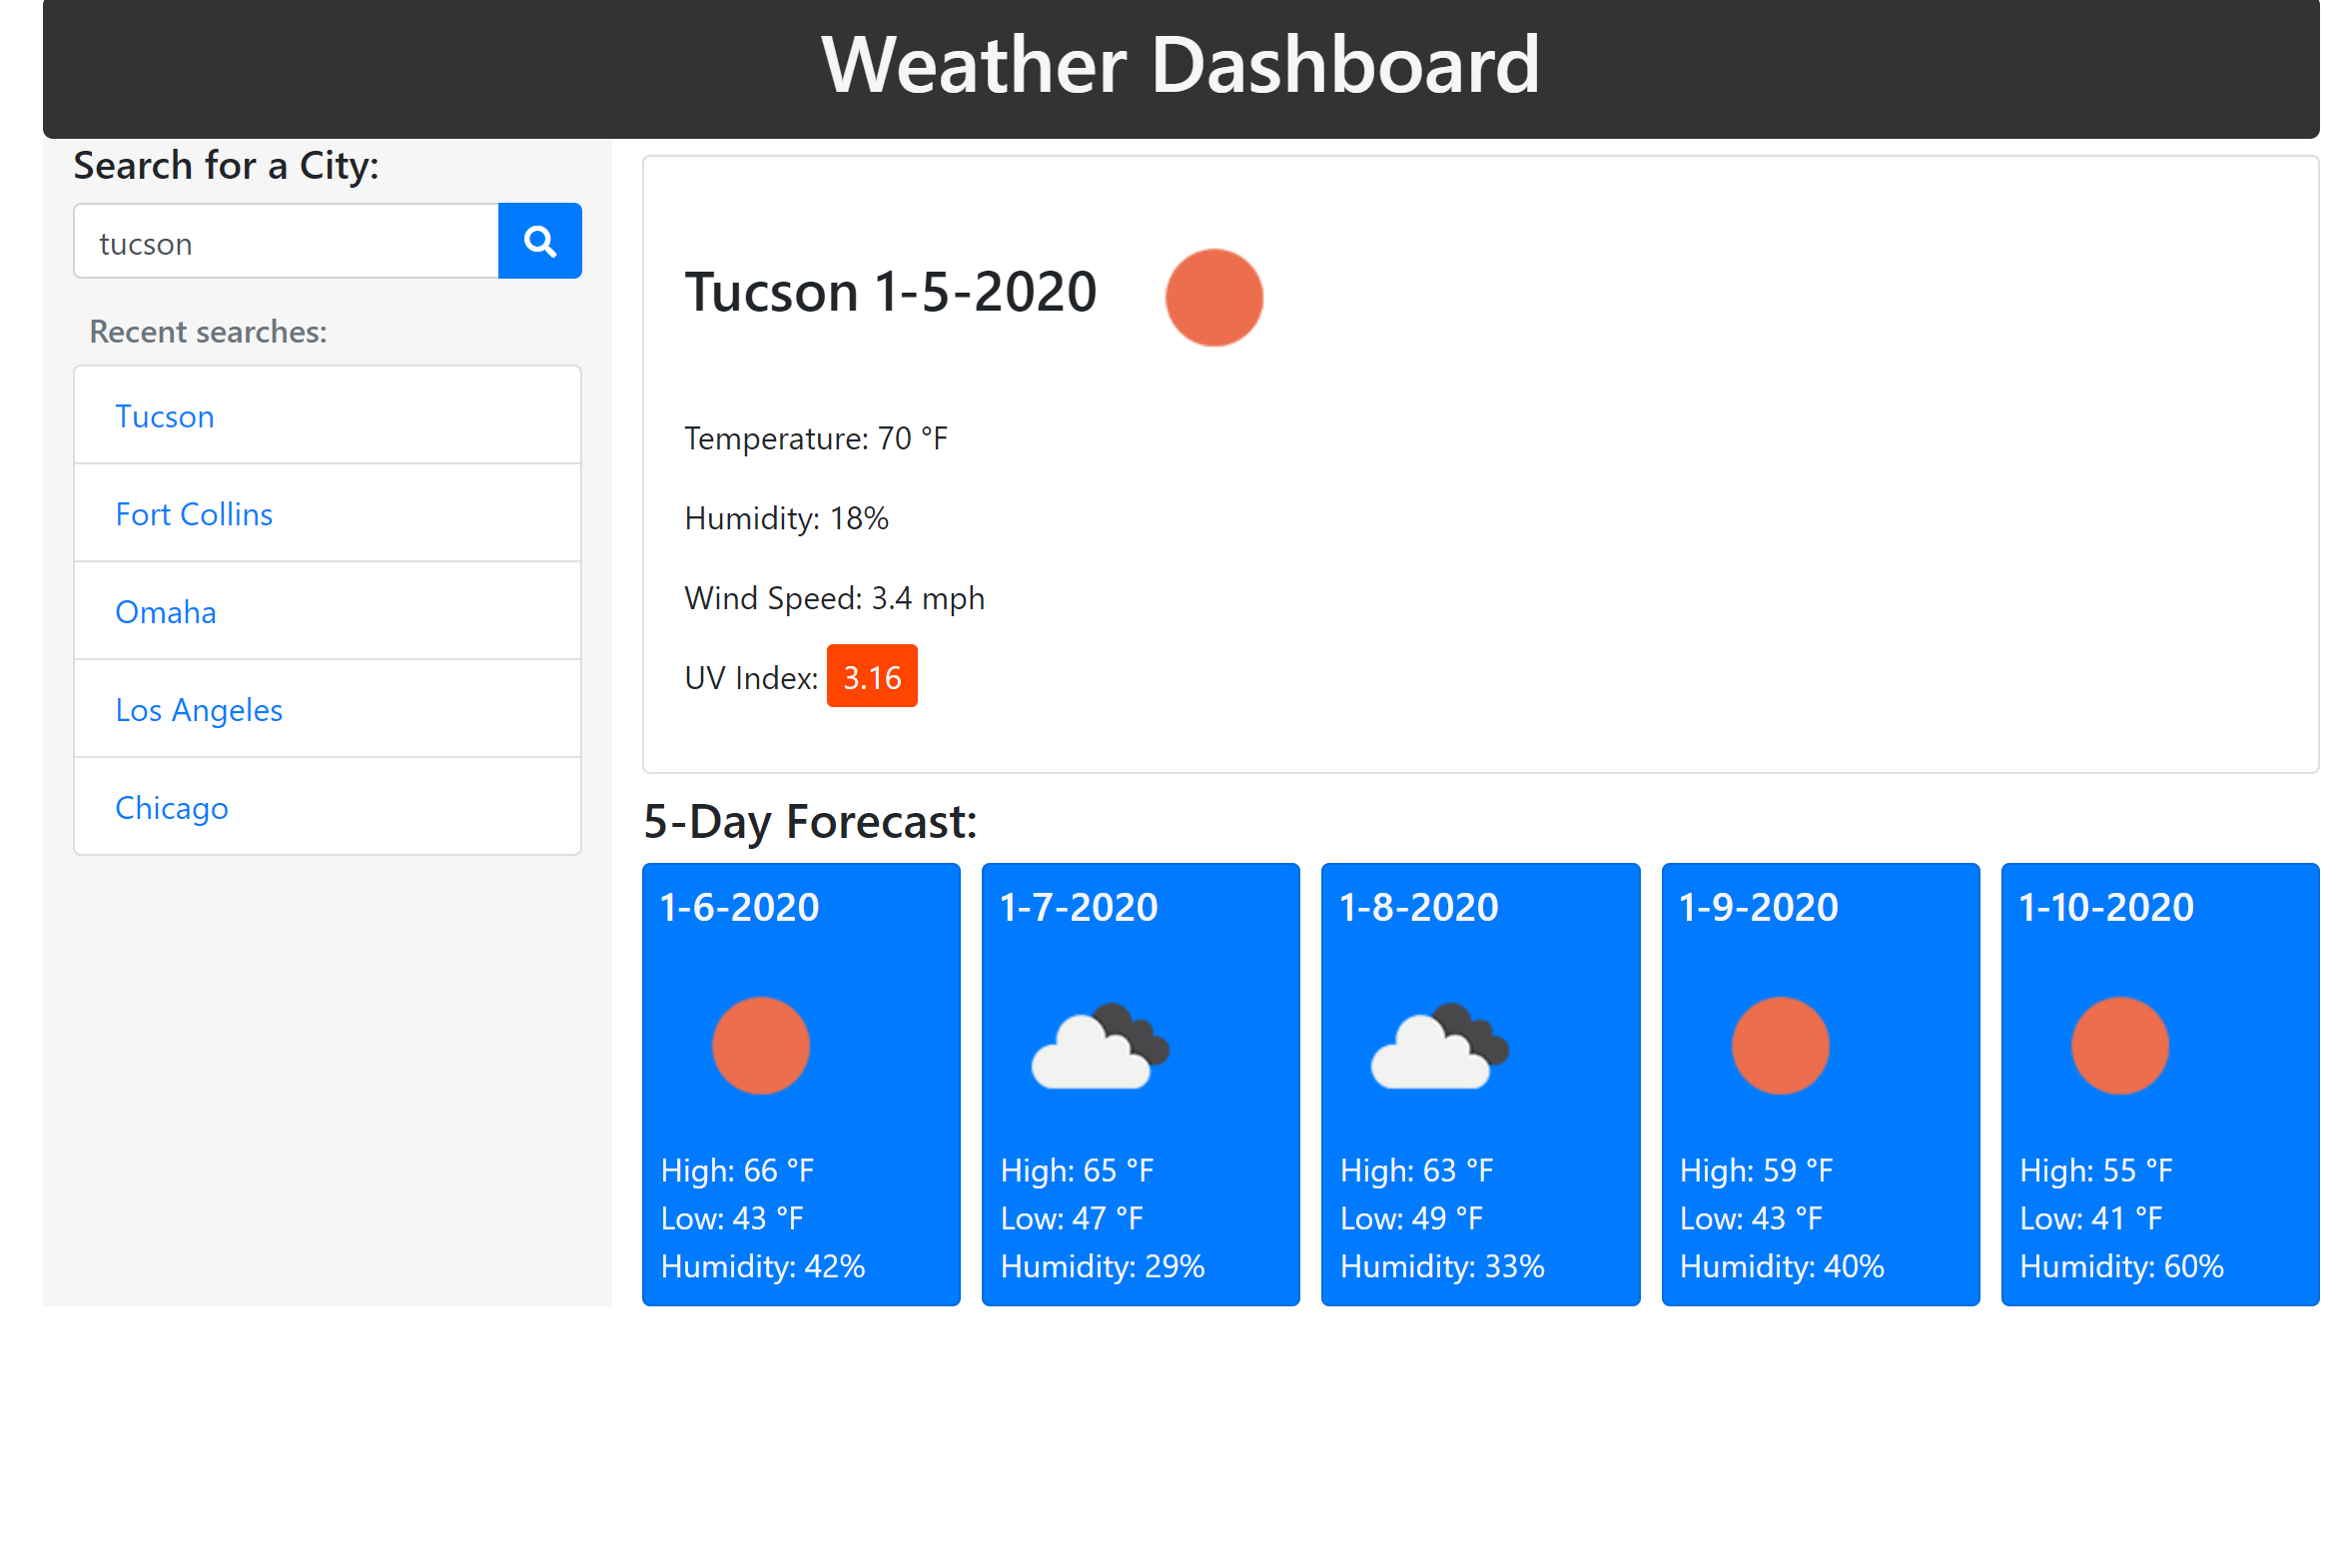 Weather Dashboard
Search for a City:
tucson
Recent searches:
Tucson
Fort Collins
Omaha
Los Angeles
Chicago
Tucson 1-5-2020
Temperature: 70 °F
Humidity: 18%
Wind Speed: 3.4 mph
UV Index: 3.16
5-Day Forecast:
1-6-2020
High: 66 °F
Low: 43 °F
Humidity: 42%
1-7-2020
High: 65 °F
Low: 47 °F
Humidity: 29%
1-8-2020
High: 63 °F
Low: 49 °F
Humidity: 33%
1-9-2020
High: 59 °F
Low: 43 °F
Humidity: 40%
1-10-2020
High: 55 °F
Low: 41 °F
Humidity: 60%